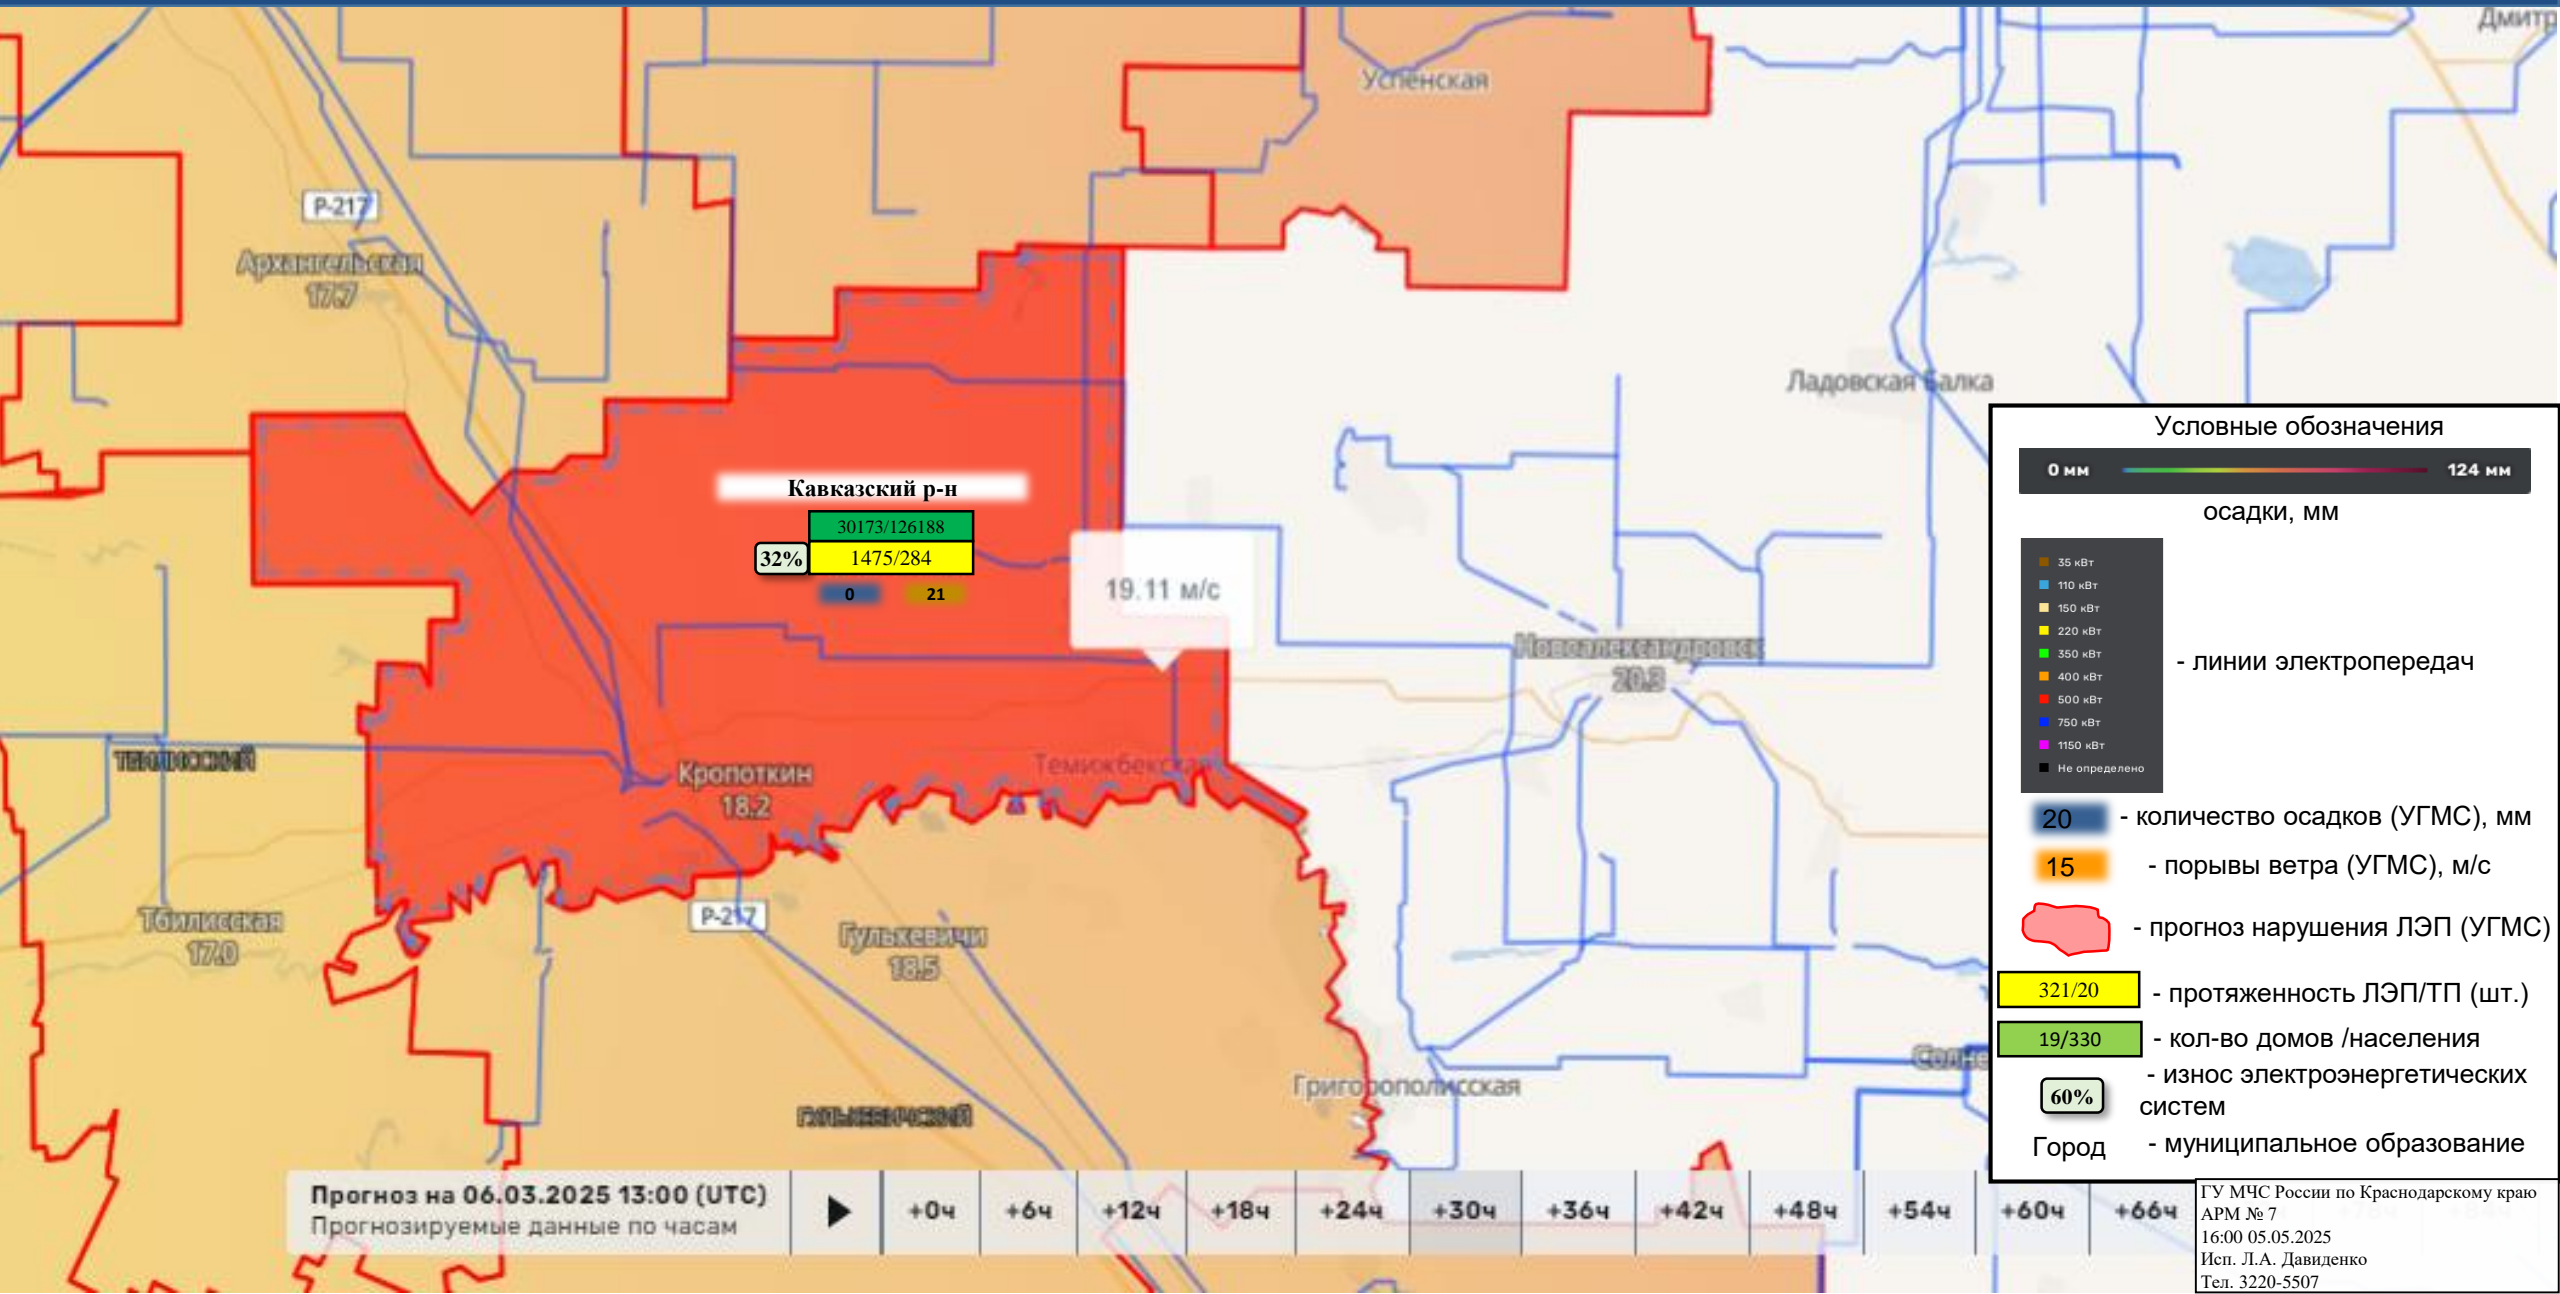 Дмитр
Успенская
Р-217
Архангельская
17.7
Ладовская Балка
Кавказский р-н
30173/126188
32%
1475/284
0
21
19.11 м/с
Новоалександровск
20.3
ТБИЛИССКИЙ
Кропоткин
18.2
Темижбекская
Тбилисская
17.0
Р-217
Гулькевичи
18.5
Григорополисская
ГУЛЬКЕВИЧСКИЙ
Солне
Условные обозначения
0 мм
124 мм
осадки, мм
35 кВт
110 кВт
150 кВт
220 кВт
350 кВт
400 кВт
500 кВт
750 кВт
1150 кВт
Не определено
- линии электропередач
20 - количество осадков (УГМС), мм
15 - порывы ветра (УГМС), м/с
- прогноз нарушения ЛЭП (УГМС)
321/20 - протяженность ЛЭП/ТП (шт.)
19/330 - кол-во домов /населения
60% - износ электроэнергетических
систем
Город - муниципальное образование
Прогноз на 06.03.2025 13:00 (UTC)
Прогнозируемые данные по часам
+0ч +6ч +12ч +18ч +24ч +30ч +36ч +42ч +48ч +54ч +60ч +66ч
ГУ МЧС России по Краснодарскому краю
АРМ № 7
16:00 05.05.2025
Исп. Л.А. Давиденко
Тел. 3220-5507